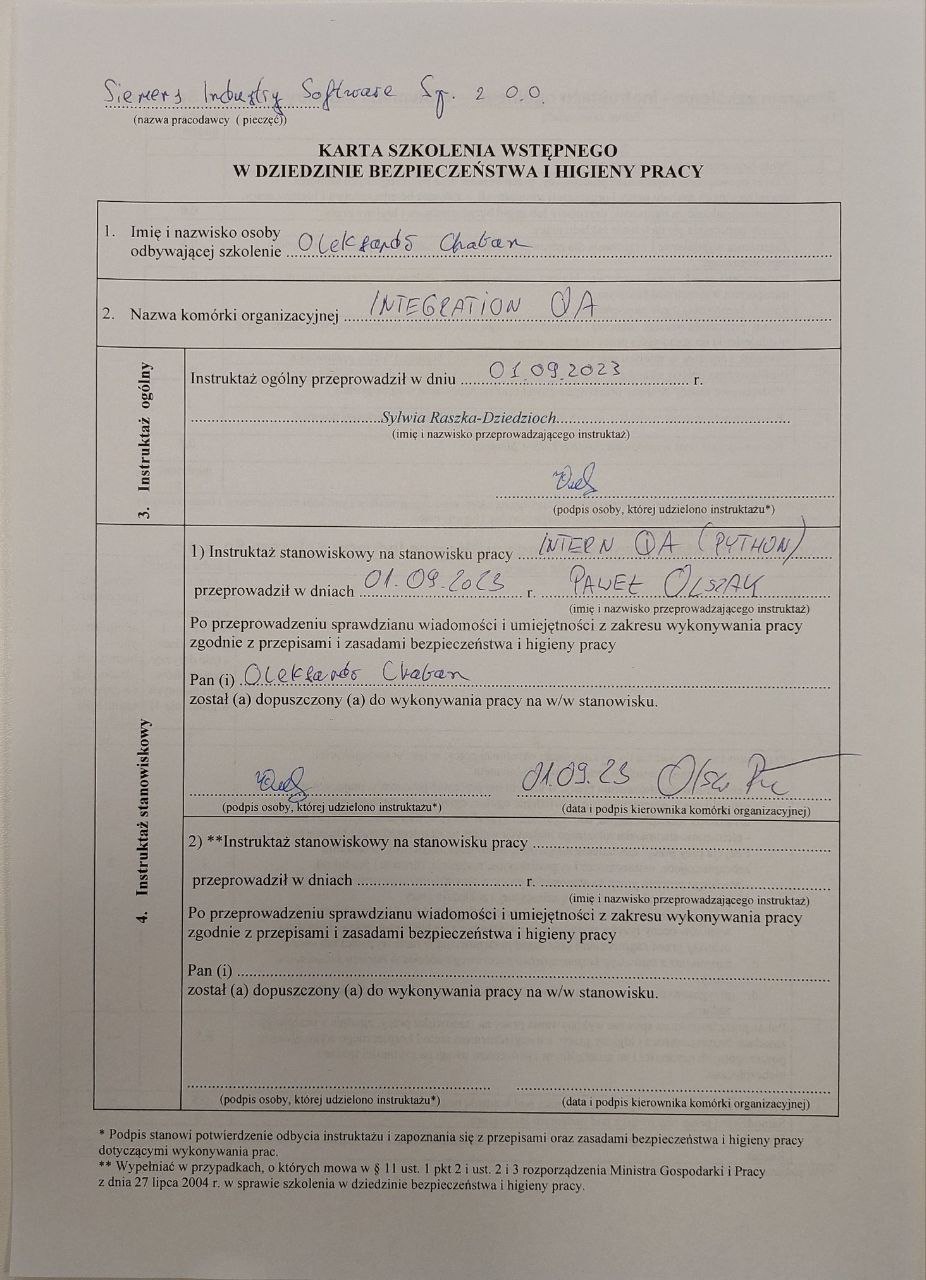 Siemens Industry Software Sp. z o.o.
(nazwa pracodawcy ( pieczęć))
KARTA SZKOLENIA WSTĘPNEGO
W DZIEDZINIE BEZPIECZEŃSTWA I HIGIENY PRACY
1. Imię i nazwisko osoby
odbywającej szkolenie Oleksandr Chaban
2. Nazwa komórki organizacyjnej INTEGRATION QA
3. Instruktaż ogólny
Instruktaż ogólny przeprowadził w dniu 01.09.2023 r.
Sylwia Raszka-Dziedzioch
(imię i nazwisko przeprowadzającego instruktaż)
(podpis osoby, której udzielono instruktażu*)
4. Instruktaż stanowiskowy
1) Instruktaż stanowiskowy na stanowisku pracy INTERN QA (PYTHON)
przeprowadził w dniach 01.09.2023 r. PAWEŁ OLSZAK
(imię i nazwisko przeprowadzającego instruktaż)
Po przeprowadzeniu sprawdzianu wiadomości i umiejętności z zakresu wykonywania pracy
zgodnie z przepisami i zasadami bezpieczeństwa i higieny pracy
Pan (i) Oleksandr Chaban
został (a) dopuszczony (a) do wykonywania pracy na w/w stanowisku.
01.09.23
(podpis osoby, której udzielono instruktażu*) (data i podpis kierownika komórki organizacyjnej)
2) **Instruktaż stanowiskowy na stanowisku pracy
przeprowadził w dniach r.
(imię i nazwisko przeprowadzającego instruktaż)
Po przeprowadzeniu sprawdzianu wiadomości i umiejętności z zakresu wykonywania pracy
zgodnie z przepisami i zasadami bezpieczeństwa i higieny pracy
Pan (i)
został (a) dopuszczony (a) do wykonywania pracy na w/w stanowisku.
(podpis osoby, której udzielono instruktażu*) (data i podpis kierownika komórki organizacyjnej)
* Podpis stanowi potwierdzenie odbycia instruktażu i zapoznania się z przepisami oraz zasadami bezpieczeństwa i higieny pracy
dotyczącymi wykonywania prac.
** Wypełniać w przypadkach, o których mowa w § 11 ust. 1 pkt 2 i ust. 2 i 3 rozporządzenia Ministra Gospodarki i Pracy
z dnia 27 lipca 2004 r. w sprawie szkolenia w dziedzinie bezpieczeństwa i higieny pracy.